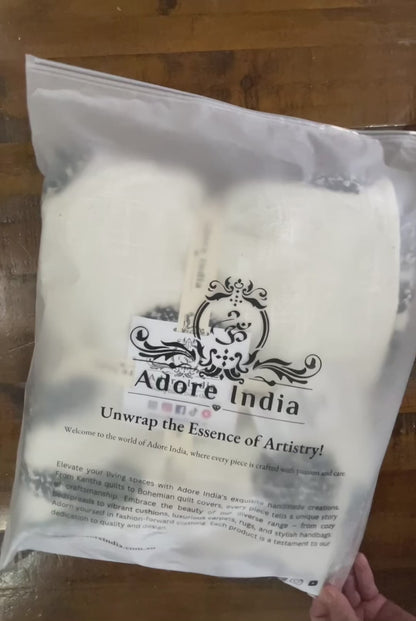 ॐ
Adore India
Unwrap the Essence of Artistry!
Welcome to the world of Adore India, where every piece is crafted with passion and care.
Elevate your living spaces with Adore India's exquisite handmade creations.
From Kantha quilts to Bohemian quilt covers, every piece tells a unique story
of craftsmanship. Embrace the beauty of our diverse range – from cozy
bedspreads to vibrant cushions, luxurious carpets, rugs, and stylish handbags.
Adorn yourself in fashion-forward clothing. Each product is a testament to our
dedication to quality and design.